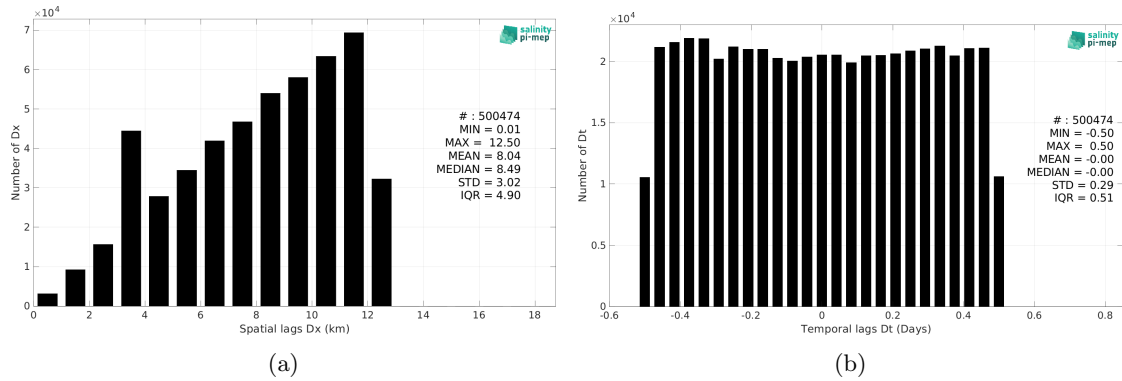 ×10⁴
7
6
5
4
3
2
1
0
Number of Dx
salinity
pi-mep
# : 500474
MIN = 0.01
MAX = 12.50
MEAN = 8.04
MEDIAN = 8.49
STD = 3.02
IQR = 4.90
0 2 4 6 8 10 12 14 16 18
Spatial lags Dx (km)
(a)
×10⁴
2
1.5
1
0.5
0
Number of Dt
salinity
pi-mep
# : 500474
MIN = -0.50
MAX = 0.50
MEAN = -0.00
MEDIAN = -0.00
STD = 0.29
IQR = 0.51
-0.6 -0.4 -0.2 0 0.2 0.4 0.6 0.8
Temporal lags Dt (Days)
(b)